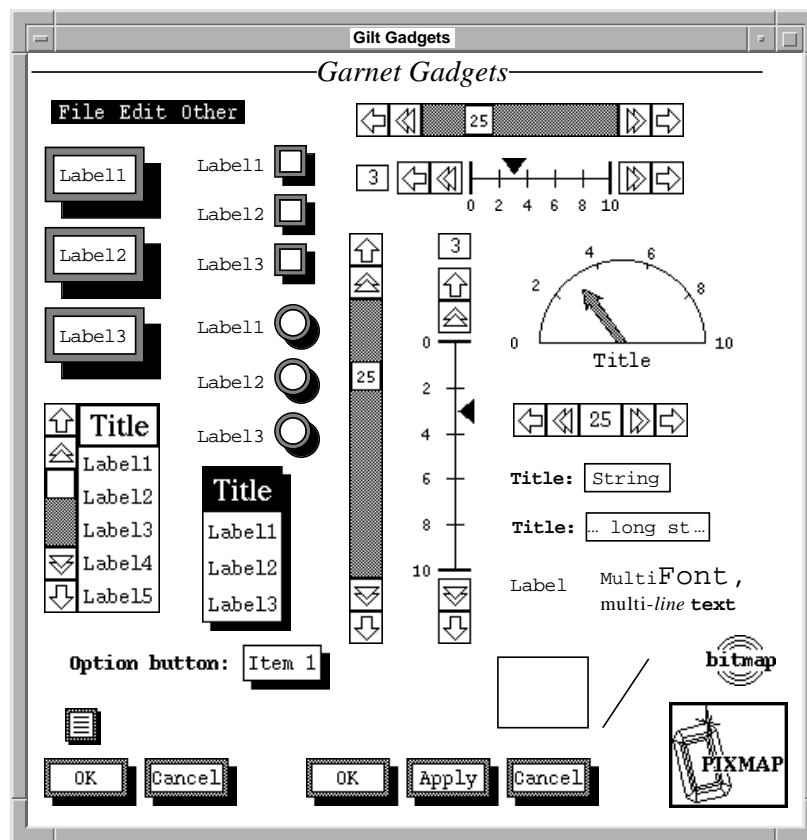 Gilt Gadgets
Garnet Gadgets
File Edit Other
25
Label1
Label2
Label3
Label1
Label2
Label3
Label1
Label2
Label3
3
0 2 4 6 8 10
25
3
0
2
4
6
8
10
0 2 4 6 8 10
Title
25
Title
Label1
Label2
Label3
Label4
Label5
Title
Label1
Label2
Label3
Title: String
Title: … long st…
Label
MultiFont,
multi-line text
Option button: Item 1
bitmap
PIXMAP
OK Cancel
OK Apply Cancel